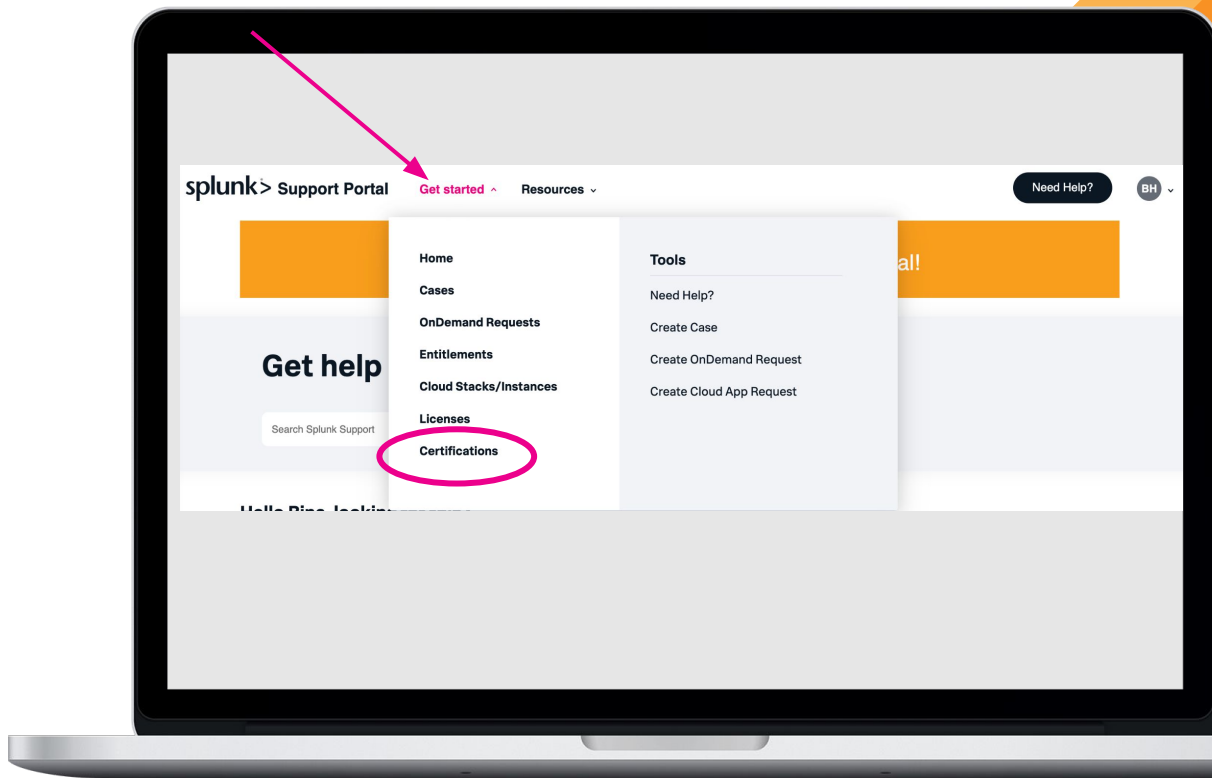 splunk> Support Portal Get started Resources Need Help? BH
al!
Home
Cases
OnDemand Requests
Entitlements
Cloud Stacks/Instances
Licenses
Certifications
Tools
Need Help?
Create Case
Create OnDemand Request
Create Cloud App Request
Get help
Search Splunk Support